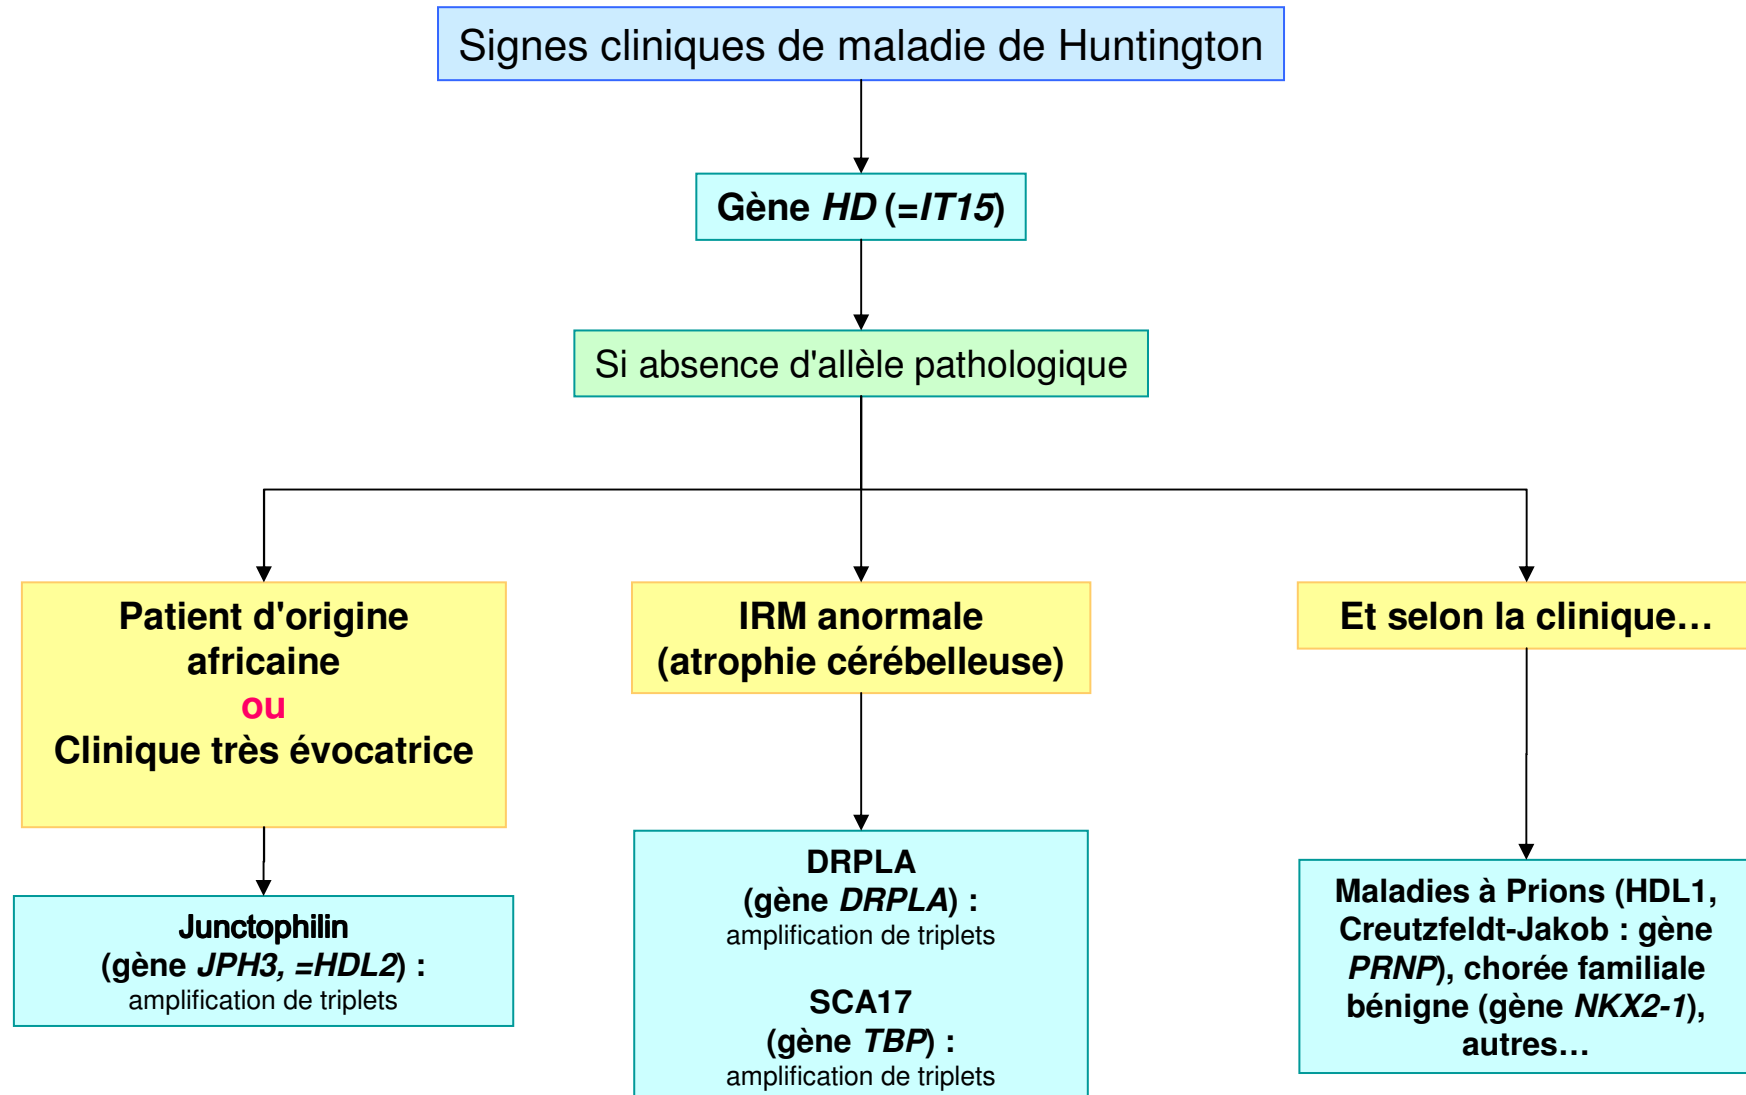 Signes cliniques de maladie de Huntington
Gène HD (=IT15)
Si absence d'allèle pathologique
Patient d'origine
africaine
ou
Clinique très évocatrice
IRM anormale
(atrophie cérébelleuse)
Et selon la clinique…
Junctophilin
(gène JPH3, =HDL2) :
amplification de triplets
DRPLA
(gène DRPLA) :
amplification de triplets
SCA17
(gène TBP) :
amplification de triplets
Maladies à Prions (HDL1,
Creutzfeldt-Jakob : gène
PRNP), chorée familiale
bénigne (gène NKX2-1),
autres…